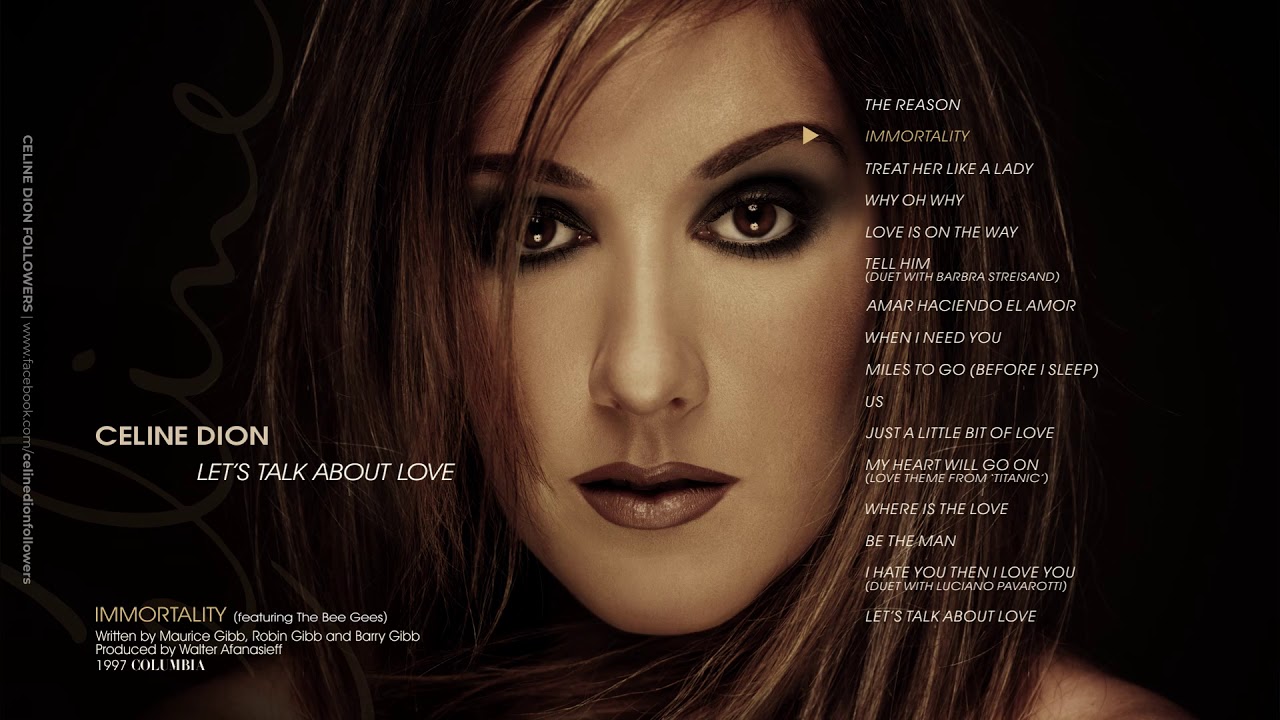 CELINE DION FOLLOWERS | www.facebook.com/celinedionfollowers
Celine
CELINE DION
LET'S TALK ABOUT LOVE
IMMORTALITY (featuring The Bee Gees)
Written by Maurice Gibb, Robin Gibb and Barry Gibb
Produced by Walter Afanasieff
1997 COLUMBIA
THE REASON
IMMORTALITY
TREAT HER LIKE A LADY
WHY OH WHY
LOVE IS ON THE WAY
TELL HIM
(DUET WITH BARBRA STREISAND)
AMAR HACIENDO EL AMOR
WHEN I NEED YOU
MILES TO GO (BEFORE I SLEEP)
US
JUST A LITTLE BIT OF LOVE
MY HEART WILL GO ON
(LOVE THEME FROM 'TITANIC')
WHERE IS THE LOVE
BE THE MAN
I HATE YOU THEN I LOVE YOU
(DUET WITH LUCIANO PAVAROTTI)
LET'S TALK ABOUT LOVE